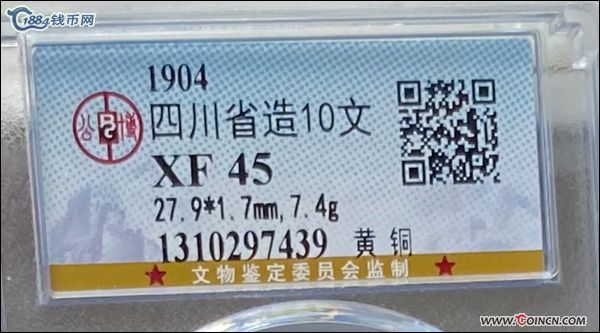 1884钱币网
1904
公博
四川省造10文
XF 45
27.9*1.7mm,7.4g
1310297439 黄铜
文物鉴定委员会监制
www.COINCN.com